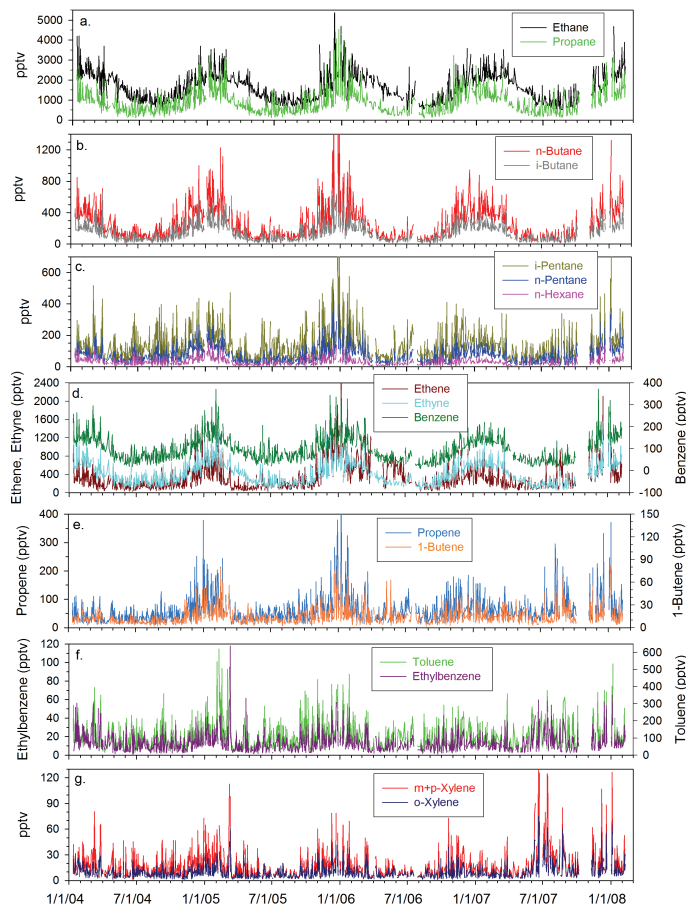 a.
Ethane
Propane
5000
4000
3000
2000
1000
0
pptv
b.
n-Butane
i-Butane
1200
800
400
0
pptv
c.
i-Pentane
n-Pentane
n-Hexane
600
400
200
0
pptv
d.
Ethene
Ethyne
Benzene
2400
2000
1600
1200
800
400
0
Ethene, Ethyne (pptv)
400
300
200
100
0
-100
Benzene (pptv)
e.
Propene
1-Butene
400
300
200
100
0
Propene (pptv)
150
120
90
60
30
0
1-Butene (pptv)
f.
Toluene
Ethylbenzene
120
100
80
60
40
20
0
Ethylbenzene (pptv)
600
500
400
300
200
100
0
Toluene (pptv)
g.
m+p-Xylene
o-Xylene
120
90
60
30
0
pptv
1/1/04 7/1/04 1/1/05 7/1/05 1/1/06 7/1/06 1/1/07 7/1/07 1/1/08